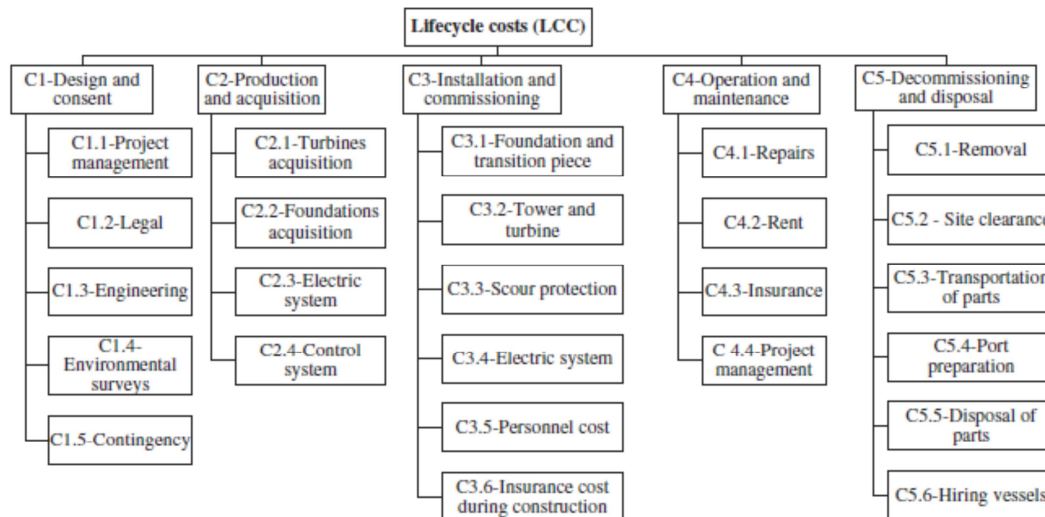 Lifecycle costs (LCC)
C1-Design and
consent
C1.1-Project
management
C1.2-Legal
C1.3-Engineering
C1.4-
Environmental
surveys
C1.5-Contingency
C2-Production
and acquisition
C2.1-Turbines
acquisition
C2.2-Foundations
acquisition
C2.3-Electric
system
C2.4-Control
system
C3-Installation and
commissioning
C3.1-Foundation and
transition piece
C3.2-Tower and
turbine
C3.3-Scour protection
C3.4-Electric system
C3.5-Personnel cost
C3.6-Insurance cost
during construction
C4-Operation and
maintenance
C4.1-Repairs
C4.2-Rent
C4.3-Insurance
C 4.4-Project
management
C5-Decommissioning
and disposal
C5.1-Removal
C5.2 - Site clearance
C5.3-Transportation
of parts
C5.4-Port
preparation
C5.5-Disposal of
parts
C5.6-Hiring vessels